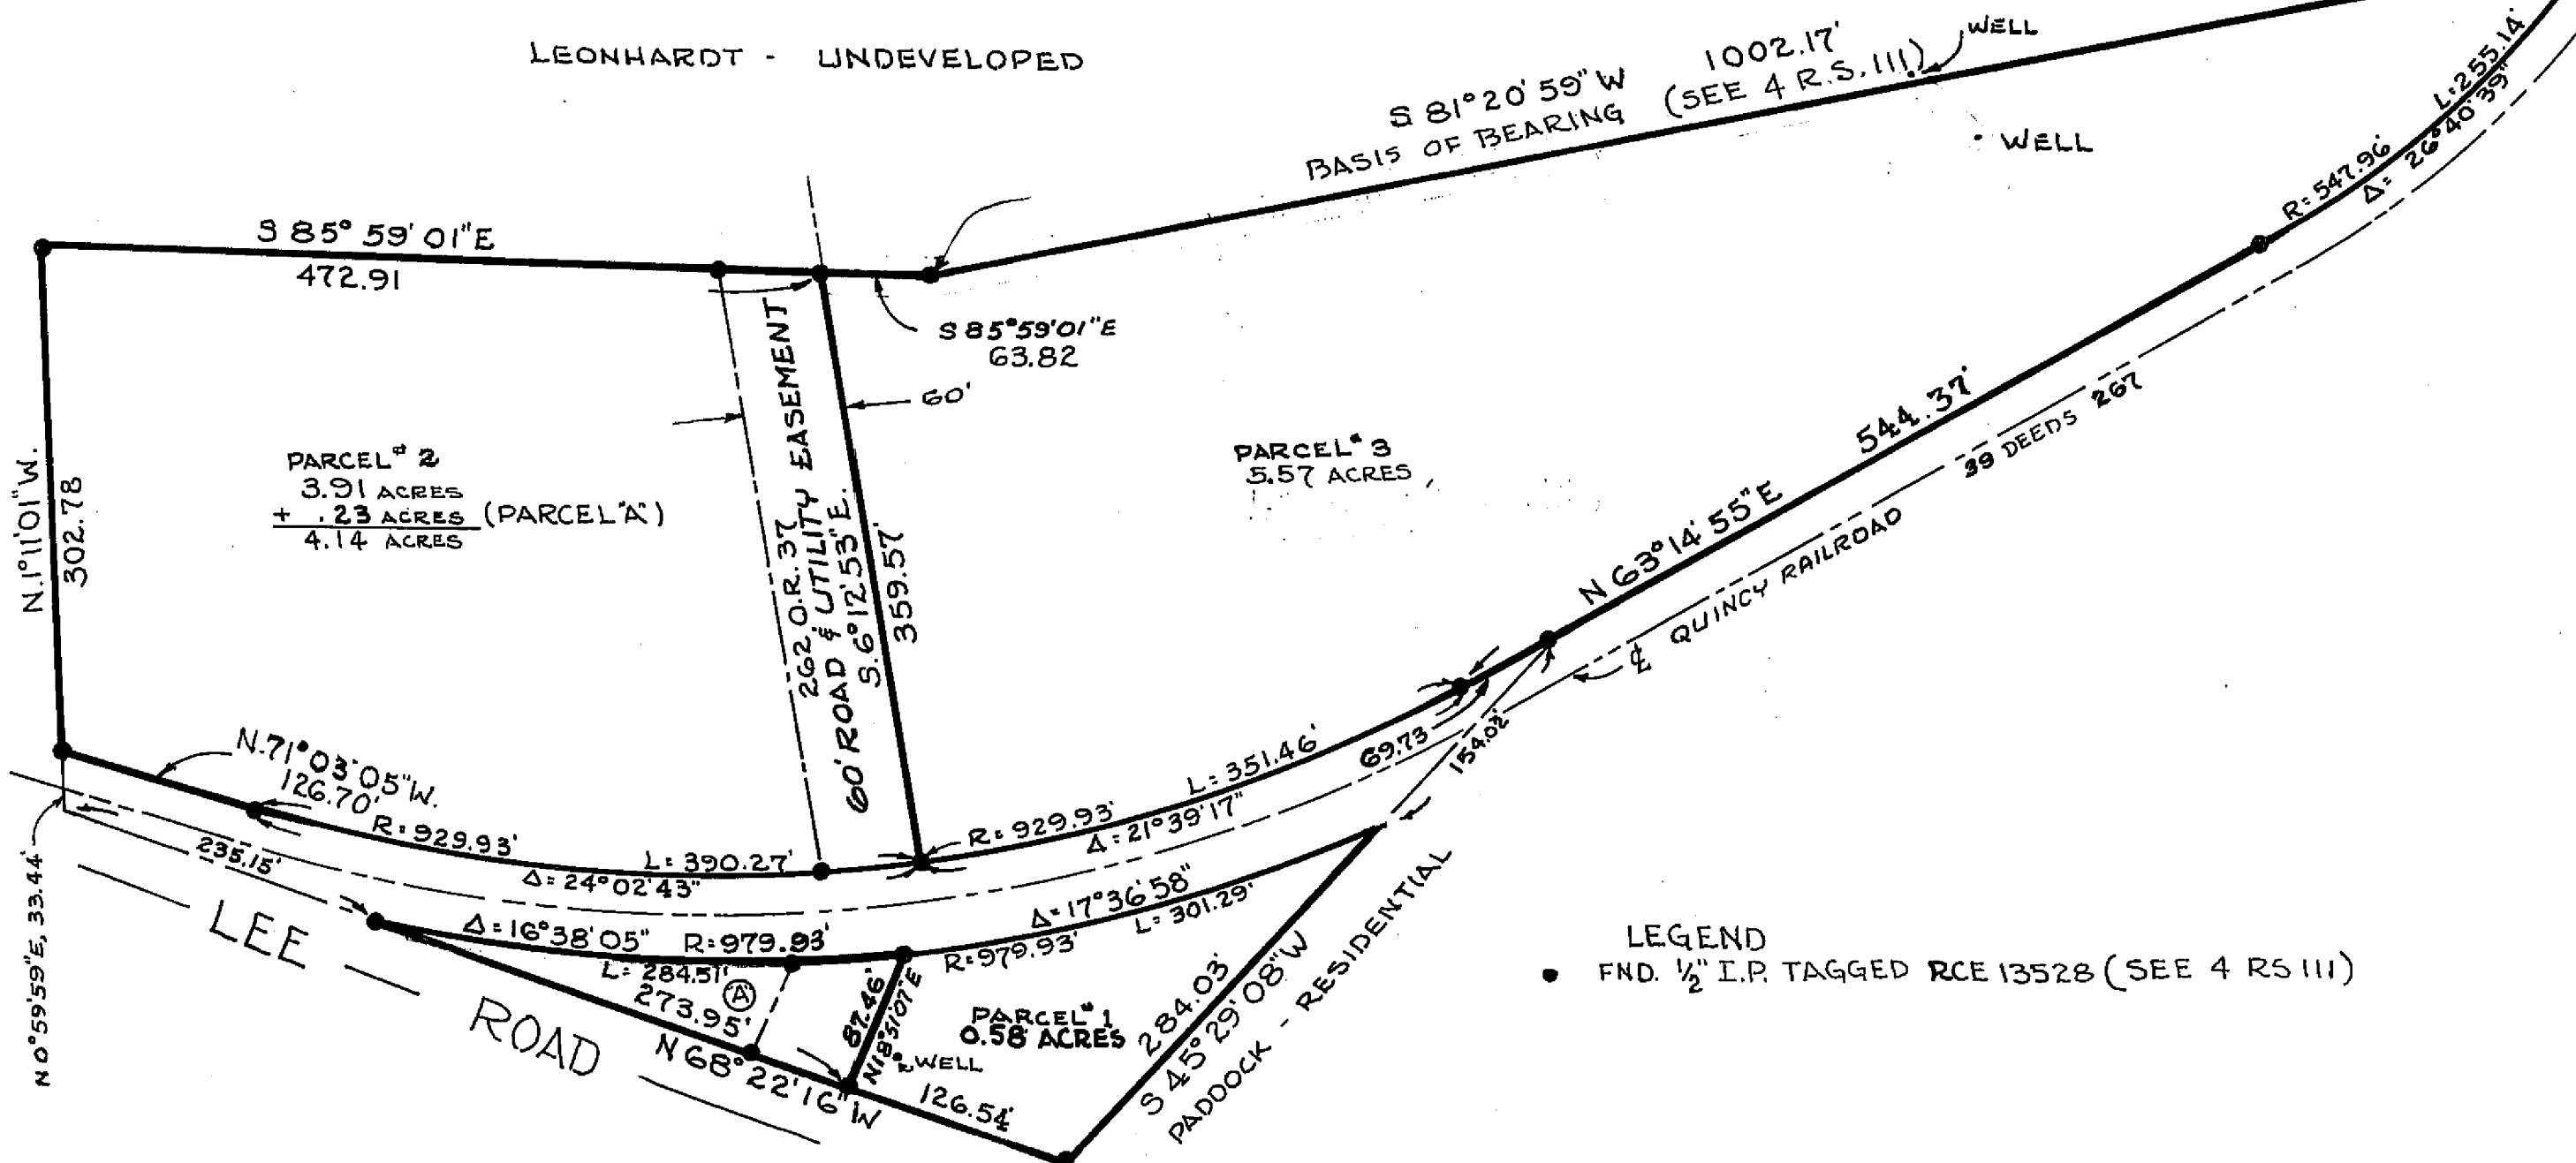 LEONHARDT - UNDEVELOPED
S 81°20'59" W 1002.17'
BASIS OF BEARING (SEE 4 R.S. 111)
WELL
WELL
L=255.14'
R=547.96'
Δ= 26°40'39"
S 85° 59' 01" E
472.91
S 85°59'01"E
63.82
60'
N.1°11'01"W.
302.78
PARCEL # 2
3.91 ACRES
+ .23 ACRES (PARCEL "A")
4.14 ACRES
262 O.R. 37
60' ROAD & UTILITY EASEMENT
S.6°12'53"E.
359.57'
PARCEL # 3
5.57 ACRES
544.37'
N 63°14'55"E
39 DEEDS 267
℄ QUINCY RAILROAD
N.71°03'05"W.
126.70'
R=929.93'
L=390.27'
Δ=24°02'43"
R=929.93'
L=351.46'
Δ=21°39'17"
69.73
154.02'
N 0°59'59"E, 33.44'
235.15'
LEE ROAD
Δ=16°38'05" R=979.93'
L=284.51'
273.95'
A
N 68°22'16" W
87.46'
N18°51'07"E
WELL
126.54'
Δ=17°36'58"
L=301.29'
R=979.93'
PARCEL # 1
0.58 ACRES
284.03'
S 45°29'08"W
PADDOCK - RESIDENTIAL
LEGEND
● FND. ½" I.P. TAGGED RCE 13528 (SEE 4 RS 111)